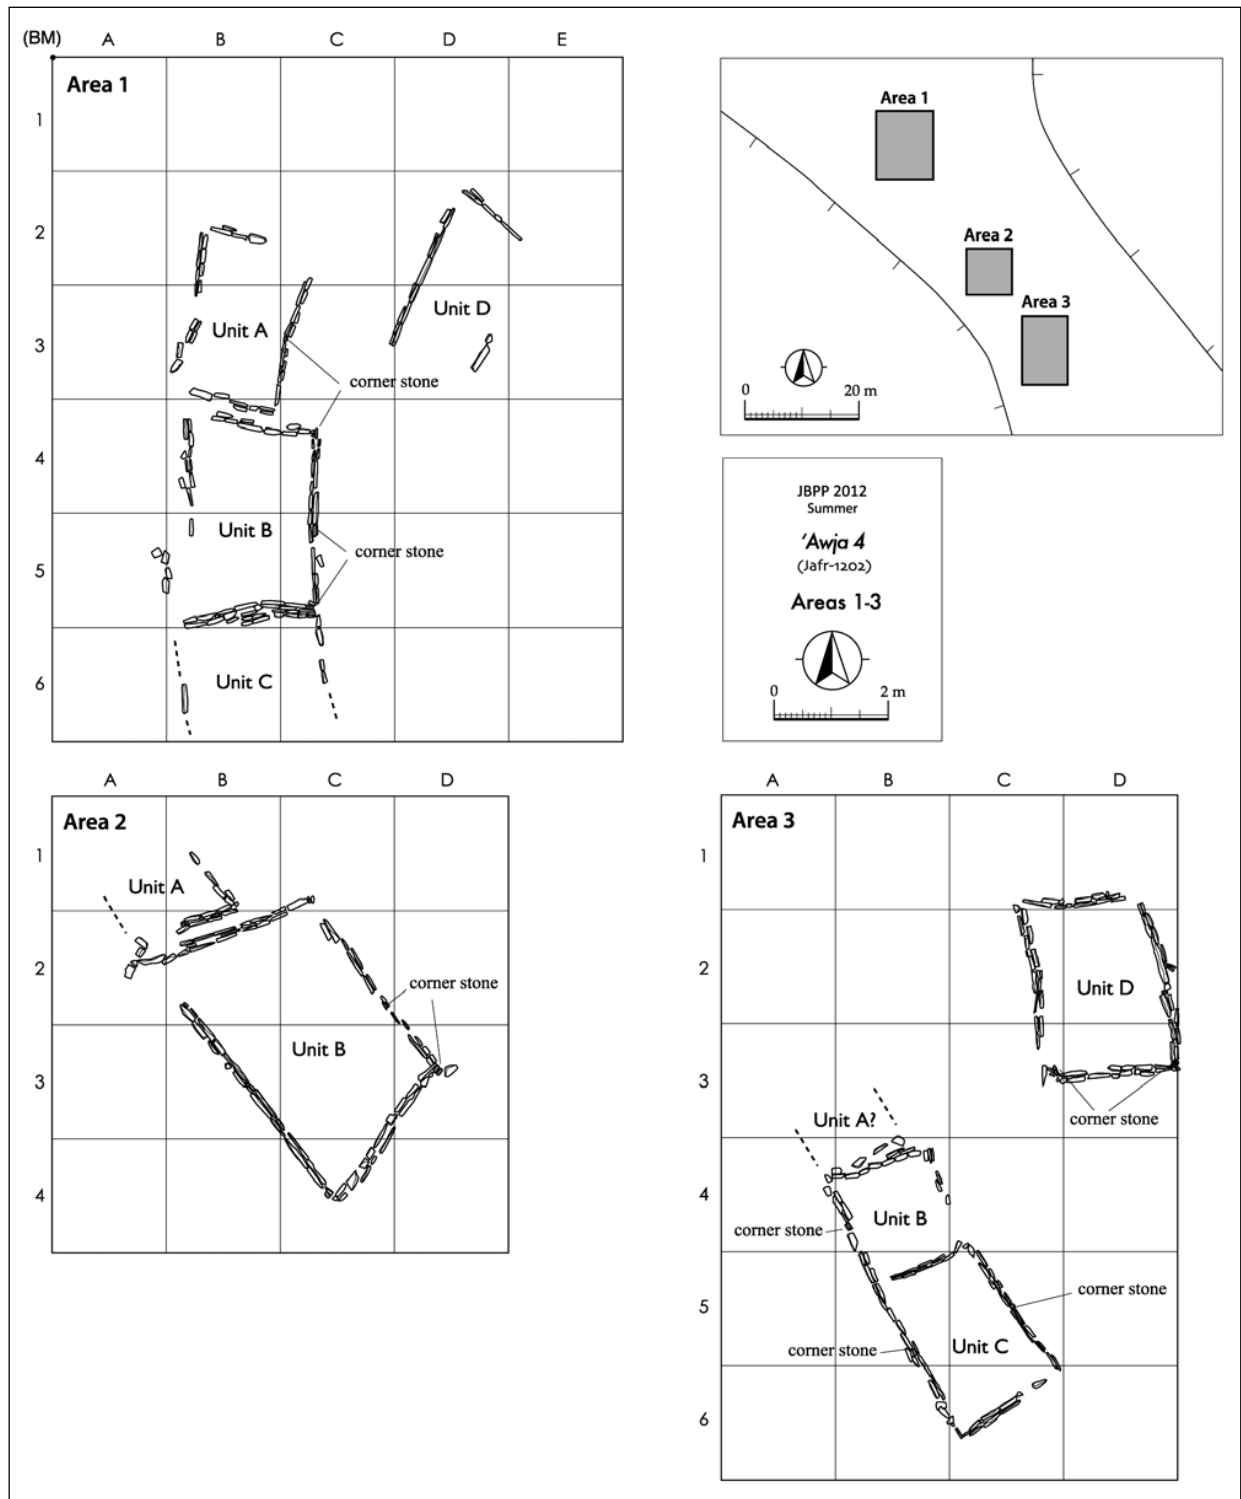 (BM) A B C D E
Area 1
1
2
3
4
5
6
Unit A
Unit D
corner stone
Unit B
corner stone
Unit C
Area 1
Area 2
Area 3
0 20 m
JBPP 2012
Summer
'Awja 4
(Jafr-1202)
Areas 1-3
0 2 m
A B C D
Area 2
1
2
3
4
Unit A
corner stone
Unit B
A B C D
Area 3
1
2
3
4
5
6
Unit D
corner stone
Unit A?
Unit B
corner stone
corner stone
corner stone
Unit C